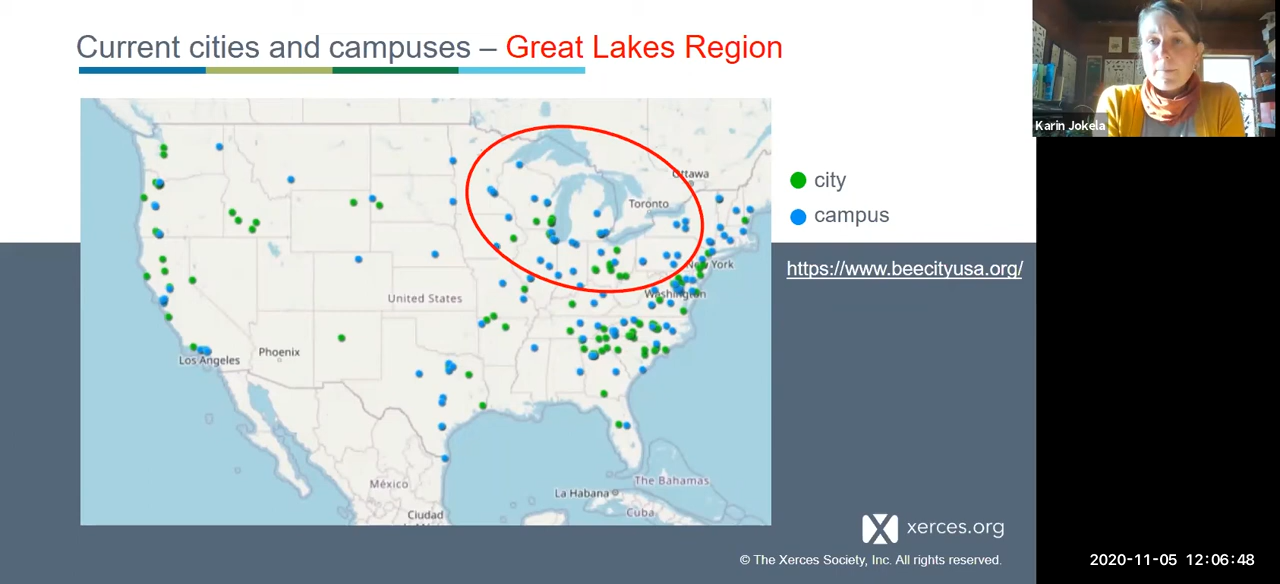 Current cities and campuses – Great Lakes Region
Karin Jokela
Ottawa
Toronto
New York
United States
Washington
Los Angeles
Phoenix
México
Ciudad
La Habana
The Bahamas
Cuba
city
campus
https://www.beecityusa.org/
X xerces.org
© The Xerces Society, Inc. All rights reserved.
2020-11-05 12:06:48